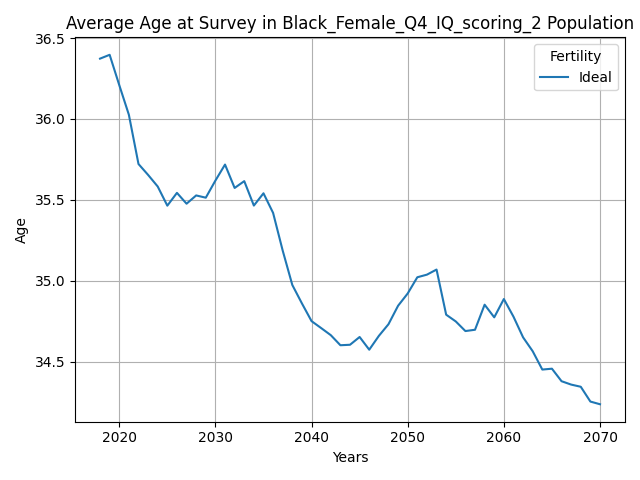 Average Age at Survey in Black_Female_Q4_IQ_scoring_2 Population
Fertility
Ideal
36.5
36.0
35.5
35.0
34.5
Age
2020 2030 2040 2050 2060 2070
Years